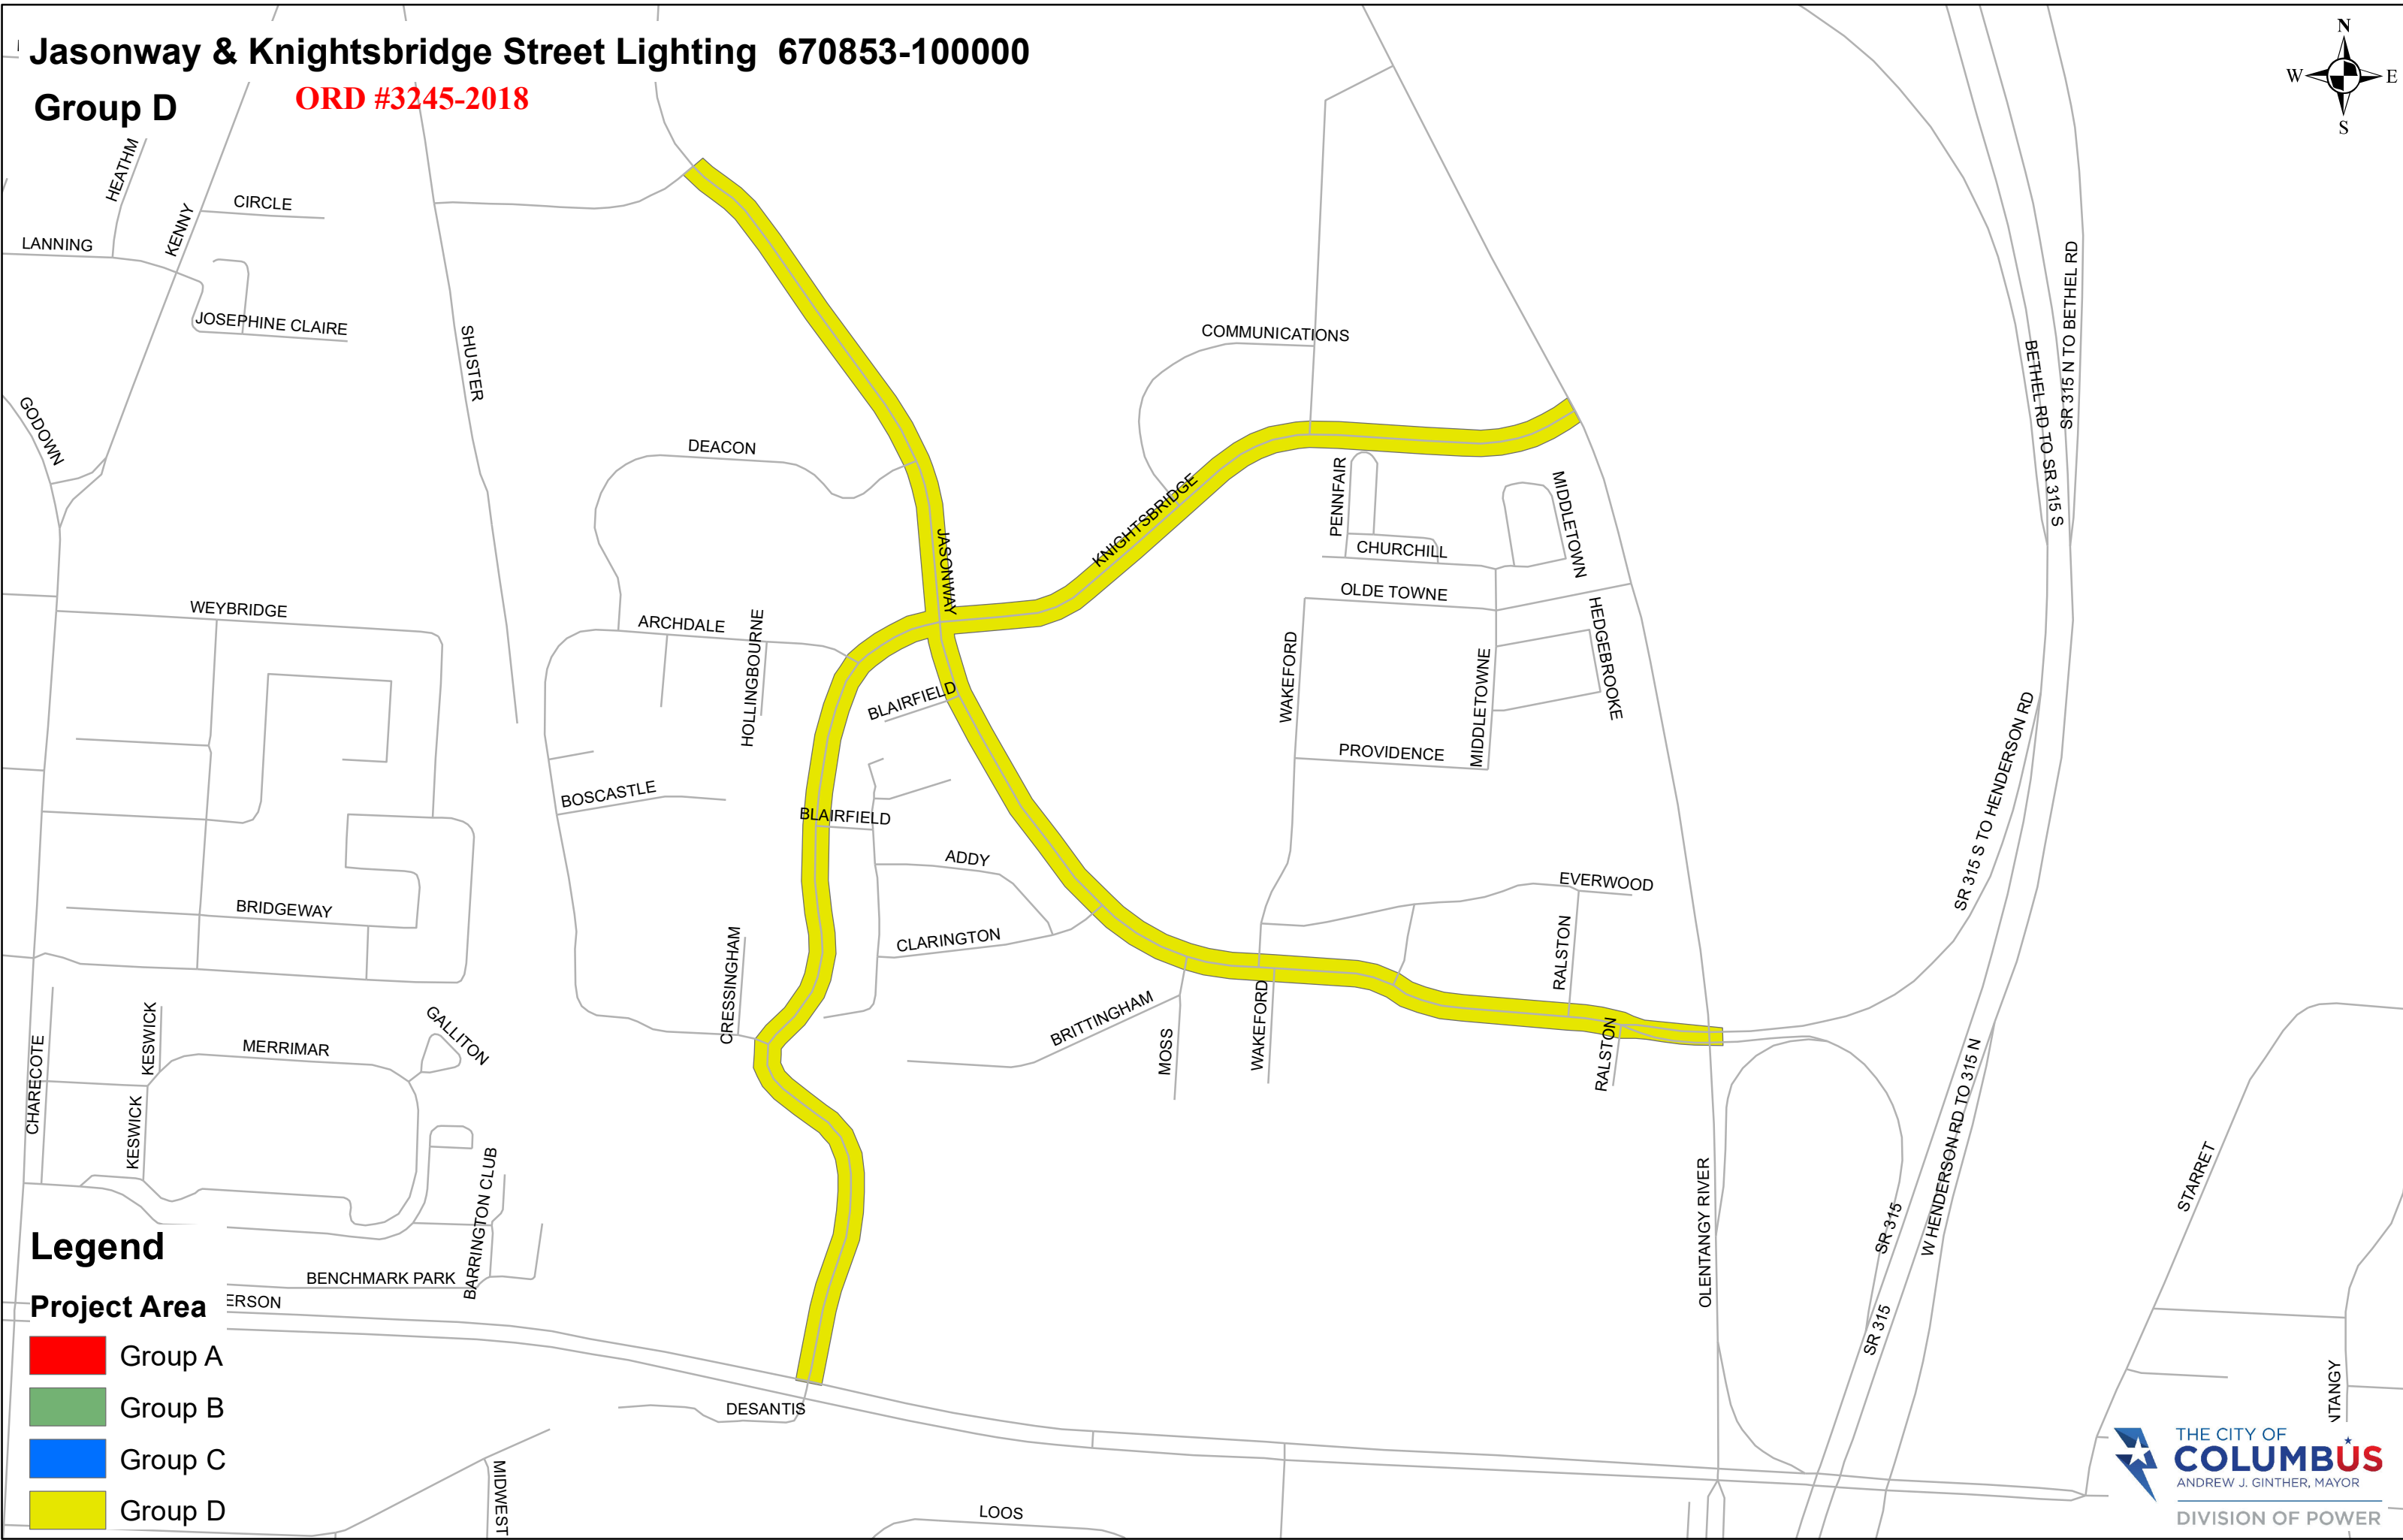 Jasonway & Knightsbridge Street Lighting 670853-100000
Group D
ORD #3245-2018
N
W
E
S
HEATHM
KENNY
CIRCLE
LANNING
JOSEPHINE CLAIRE
SHUSTER
GODOWN
COMMUNICATIONS
BETHEL RD TO SR 315 S
SR 315 N TO BETHEL RD
DEACON
KNIGHTSBRIDGE
JASONWAY
PENNFAIR
CHURCHILL
MIDDLETOWN
OLDE TOWNE
HEDGEBROOKE
WEYBRIDGE
ARCHDALE
HOLLINGBOURNE
BLAIRFIELD
WAKEFORD
MIDDLETOWNE
PROVIDENCE
BOSCASTLE
BLAIRFIELD
ADDY
SR 315 S TO HENDERSON RD
EVERWOOD
BRIDGEWAY
CRESSINGHAM
CLARINGTON
RALSTON
BRITTINGHAM
MOSS
WAKEFORD
RALSTON
CHARECOTE
KESWICK
MERRIMAR
GALLITON
KESWICK
BARRINGTON CLUB
OLENTANGY RIVER
SR 315
W HENDERSON RD TO 315 N
STARRET
SR 315
BENCHMARK PARK
ERSON
DESANTIS
MIDWEST
LOOS
NTANGY
Legend
Project Area
Group A
Group B
Group C
Group D
THE CITY OF
COLUMBUS
ANDREW J. GINTHER, MAYOR
DIVISION OF POWER